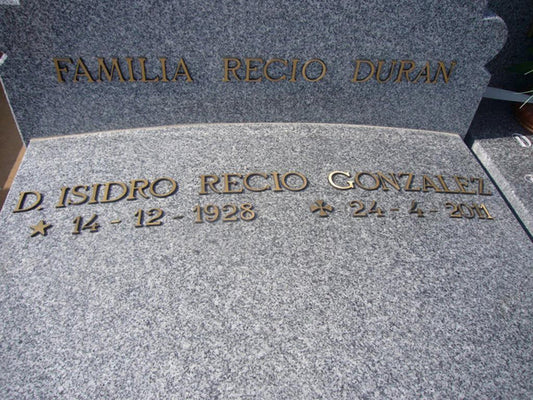 FAMILIA RECIO DURAN
D. ISIDRO RECIO GONZALEZ
★ 14 - 12 - 1928 ✠ 24 - 4 - 2011